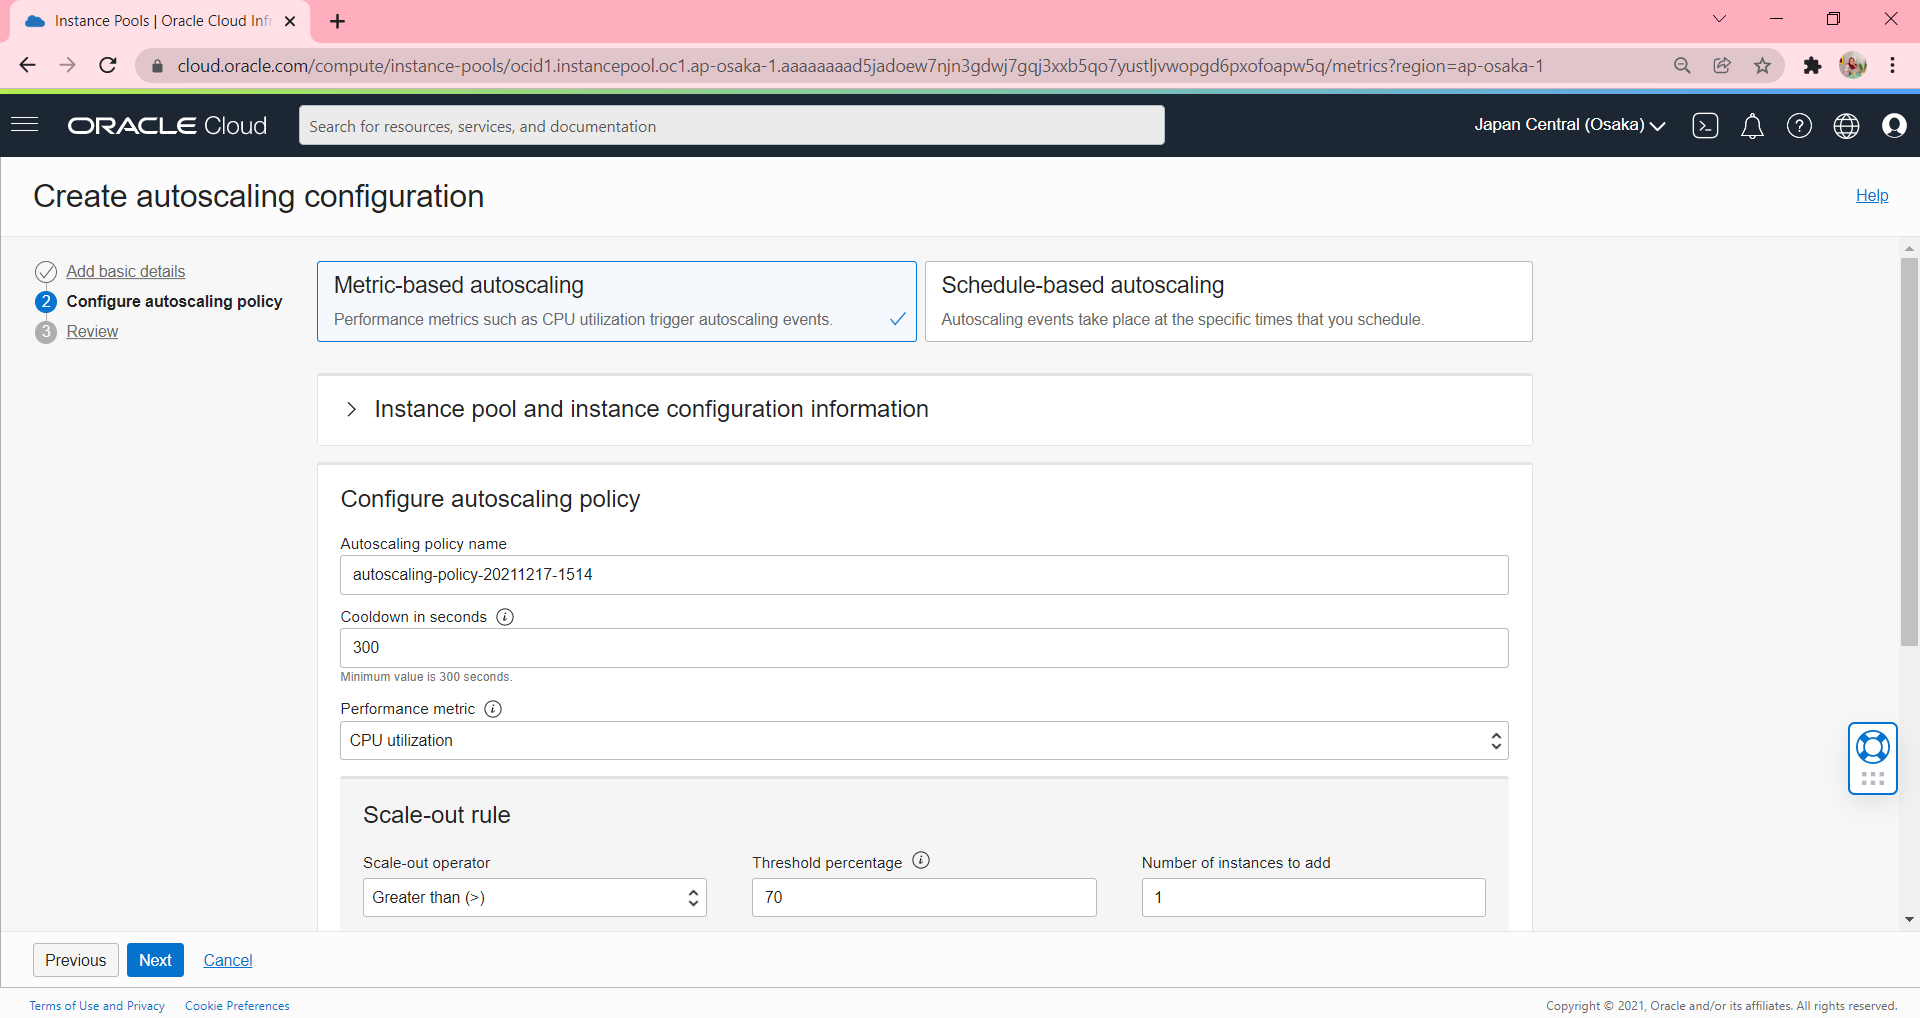 Instance Pools | Oracle Cloud Infr
cloud.oracle.com/compute/instance-pools/ocid1.instancepool.oc1.ap-osaka-1.aaaaaaaad5jadoew7njn3gdwj7gqj3xxb5qo7yustljvwopgd6pxofoapw5q/metrics?region=ap-osaka-1
ORACLE Cloud
Search for resources, services, and documentation
Japan Central (Osaka)
Create autoscaling configuration
Help
Add basic details
2 Configure autoscaling policy
3 Review
Metric-based autoscaling
Performance metrics such as CPU utilization trigger autoscaling events.
Schedule-based autoscaling
Autoscaling events take place at the specific times that you schedule.
Instance pool and instance configuration information
Configure autoscaling policy
Autoscaling policy name
autoscaling-policy-20211217-1514
Cooldown in seconds
300
Minimum value is 300 seconds.
Performance metric
CPU utilization
Scale-out rule
Scale-out operator
Greater than (>)
Threshold percentage
70
Number of instances to add
1
Previous
Next
Cancel
Terms of Use and Privacy
Cookie Preferences
Copyright © 2021, Oracle and/or its affiliates. All rights reserved.